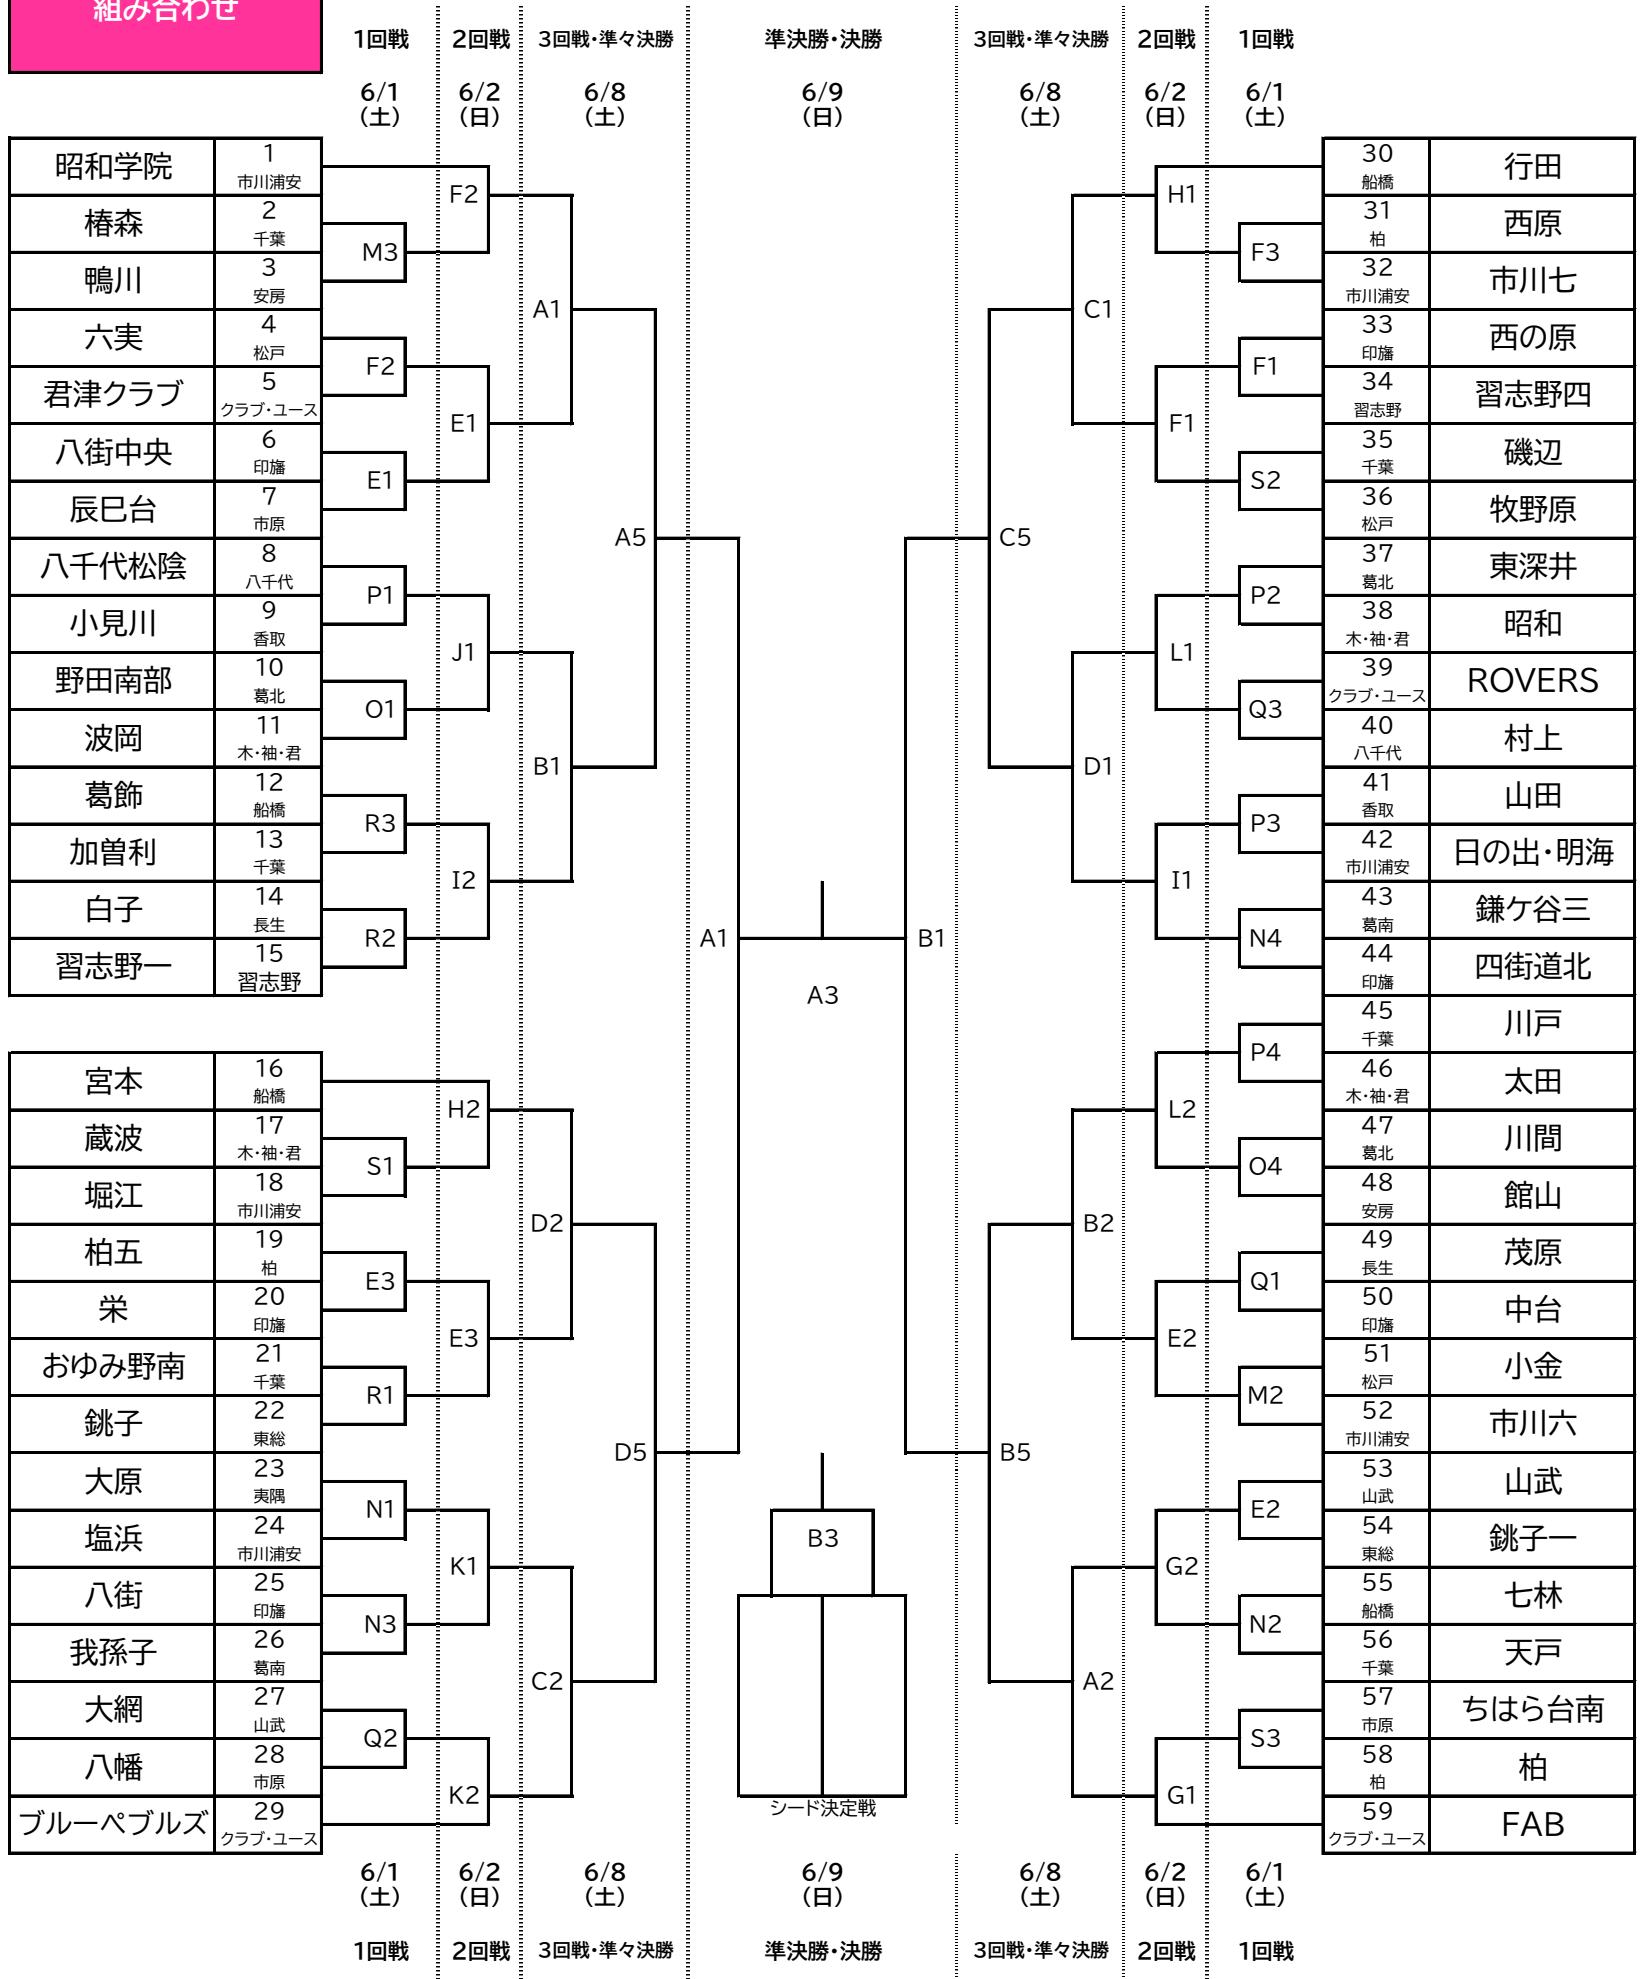 組み合わせ
1回戦 2回戦 3回戦・準々決勝 準決勝・決勝 3回戦・準々決勝 2回戦 1回戦
6/1 6/2 6/8 6/9 6/8 6/2 6/1
(土) (日) (土) (日) (土) (日) (土)
昭和学院 1 市川浦安
椿森 2 千葉
鴨川 3 安房
六実 4 松戸
君津クラブ 5 クラブ・ユース
八街中央 6 印旛
辰巳台 7 市原
八千代松陰 8 八千代
小見川 9 香取
野田南部 10 葛北
波岡 11 木・袖・君
葛飾 12 船橋
加曽利 13 千葉
白子 14 長生
習志野一 15 習志野
宮本 16 船橋
蔵波 17 木・袖・君
堀江 18 市川浦安
柏五 19 柏
栄 20 印旛
おゆみ野南 21 千葉
銚子 22 東総
大原 23 夷隅
塩浜 24 市川浦安
八街 25 印旛
我孫子 26 葛南
大網 27 山武
八幡 28 市原
ブルーペブルズ 29 クラブ・ユース
M3
F2
E1
P1
O1
R3
R2
S1
E3
R1
N1
N3
Q2
F2
E1
J1
I2
H2
E3
K1
K2
A1
B1
D2
C2
A5
D5
A1
A3
B1
B3
シード決定戦
C5
B5
C1
D1
B2
A2
H1
F1
L1
I1
L2
E2
G2
G1
F3
F1
S2
P2
Q3
P3
N4
P4
O4
Q1
M2
E2
N2
S3
30 船橋 行田
31 柏 西原
32 市川浦安 市川七
33 印旛 西の原
34 習志野 習志野四
35 千葉 磯辺
36 松戸 牧野原
37 葛北 東深井
38 木・袖・君 昭和
39 クラブ・ユース ROVERS
40 八千代 村上
41 香取 山田
42 市川浦安 日の出・明海
43 葛南 鎌ケ谷三
44 印旛 四街道北
45 千葉 川戸
46 木・袖・君 太田
47 葛北 川間
48 安房 館山
49 長生 茂原
50 印旛 中台
51 松戸 小金
52 市川浦安 市川六
53 山武 山武
54 東総 銚子一
55 船橋 七林
56 千葉 天戸
57 市原 ちはら台南
58 柏 柏
59 クラブ・ユース FAB
6/1 6/2 6/8 6/9 6/8 6/2 6/1
(土) (日) (土) (日) (土) (日) (土)
1回戦 2回戦 3回戦・準々決勝 準決勝・決勝 3回戦・準々決勝 2回戦 1回戦